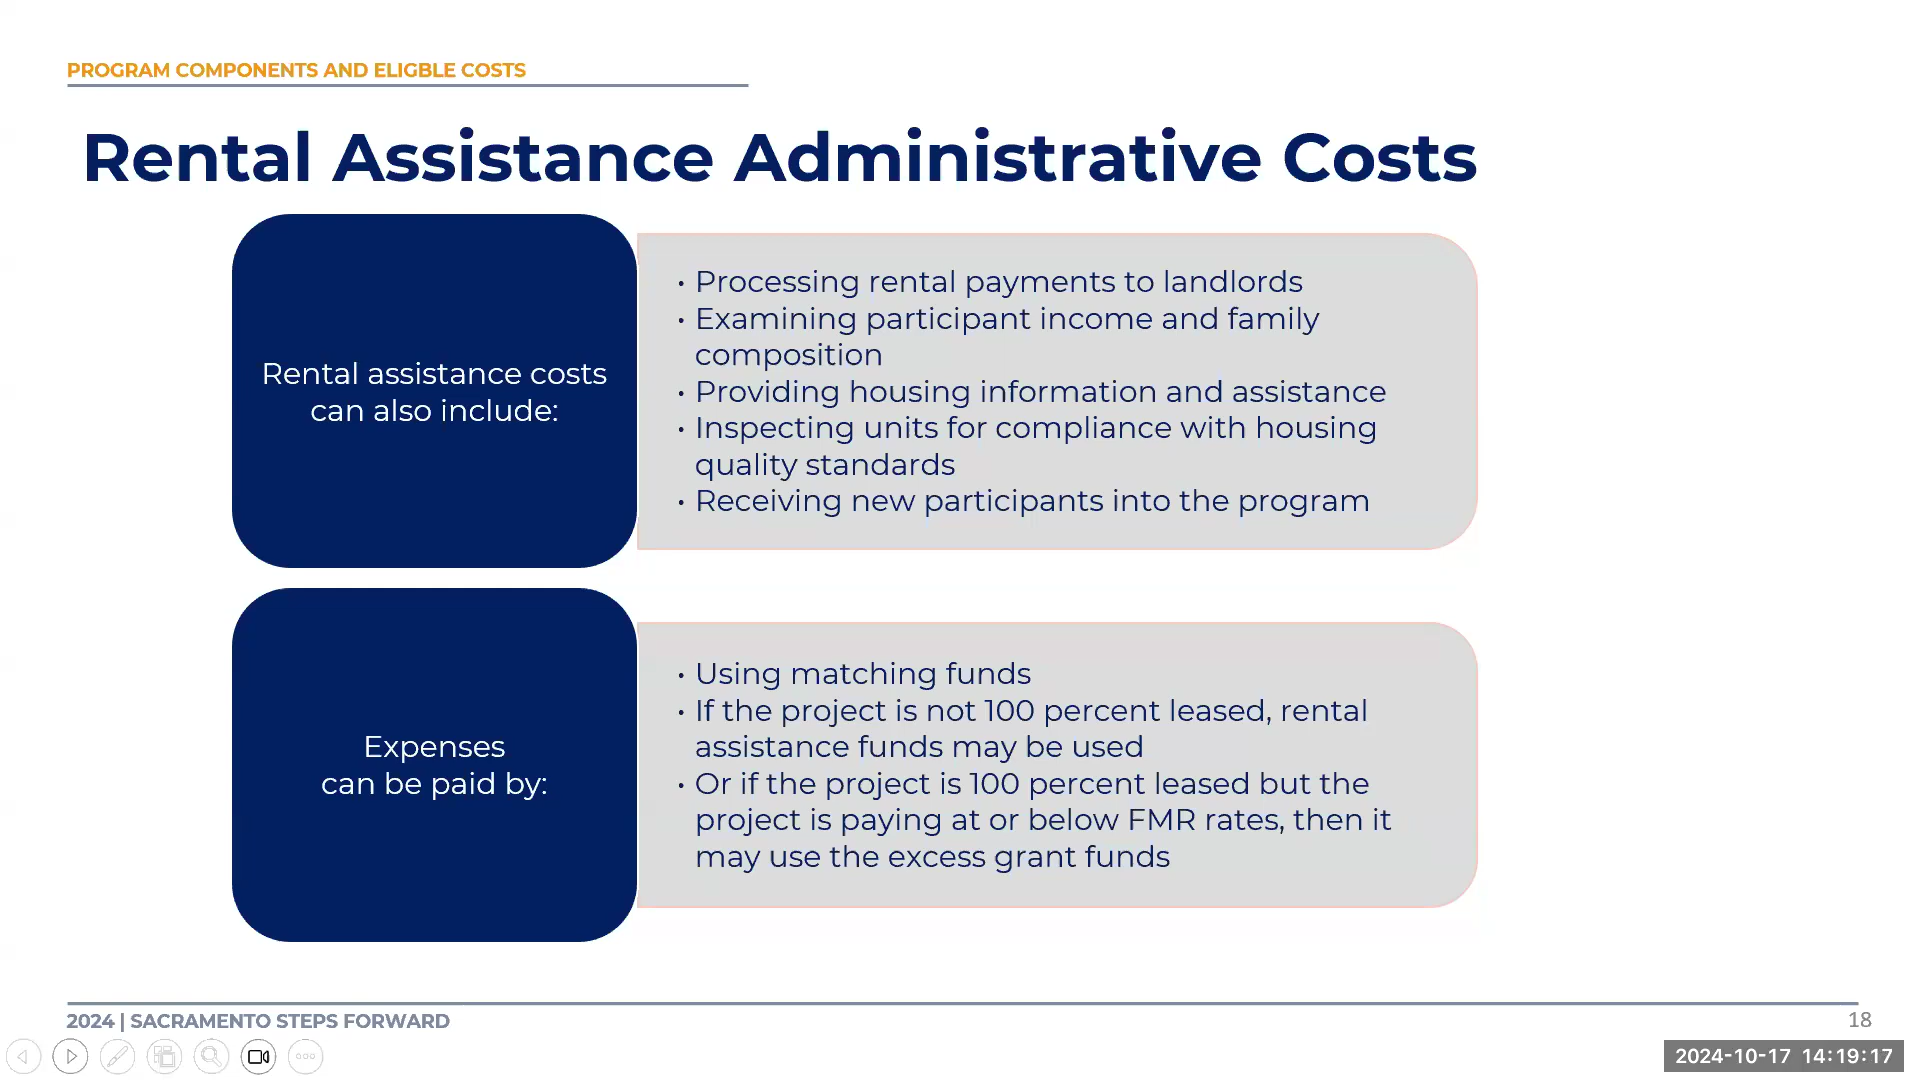 PROGRAM COMPONENTS AND ELIGBLE COSTS
Rental Assistance Administrative Costs
Rental assistance costs
can also include:
• Processing rental payments to landlords
• Examining participant income and family
composition
• Providing housing information and assistance
• Inspecting units for compliance with housing
quality standards
• Receiving new participants into the program
Expenses
can be paid by:
• Using matching funds
• If the project is not 100 percent leased, rental
assistance funds may be used
• Or if the project is 100 percent leased but the
project is paying at or below FMR rates, then it
may use the excess grant funds
2024 | SACRAMENTO STEPS FORWARD
18
2024-10-17 14:19:17